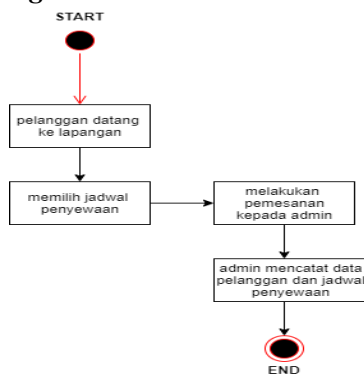 START
pelanggan datang
ke lapangan
memilih jadwal
penyewaan
melakukan
pemesanan
kepada admin
admin mencatat data
pelanggan dan jadwal
penyewaan
END